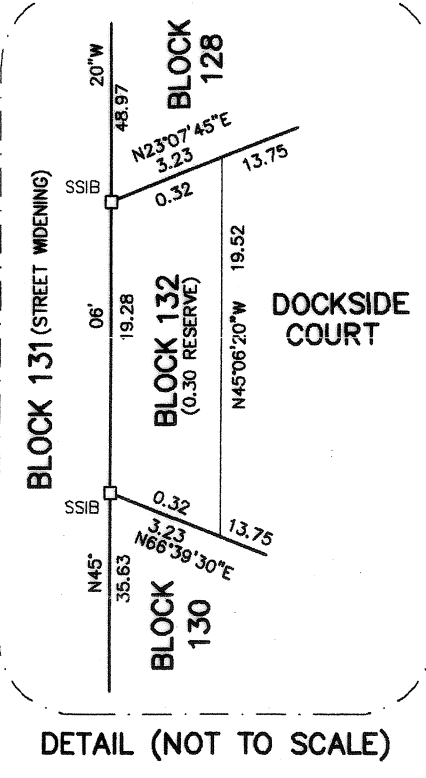 BLOCK 131 (STREET WIDENING)
N45° 06' 20"W
48.97
SSIB
19.28
SSIB
35.63
BLOCK
128
N23°07'45"E
3.23
0.32
13.75
BLOCK 132
(0.30 RESERVE)
19.52
N45°06'20"W
DOCKSIDE
COURT
0.32
3.23
13.75
N66°39'30"E
BLOCK
130
DETAIL (NOT TO SCALE)